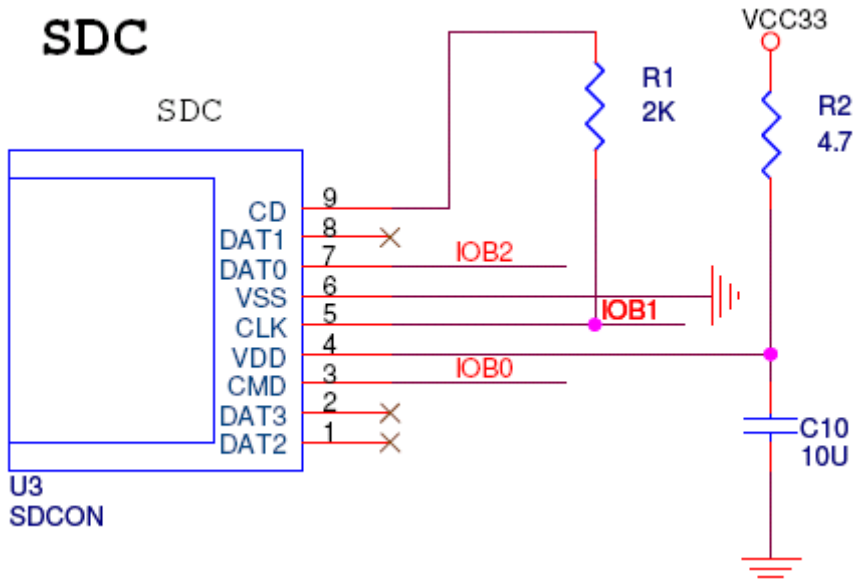 SDC
SDC
VCC33
R1
2K
R2
4.7
CD 9
DAT1 8
DAT0 7 IOB2
VSS 6
CLK 5 IOB1
VDD 4
CMD 3 IOB0
DAT3 2
DAT2 1
C10
10U
U3
SDCON